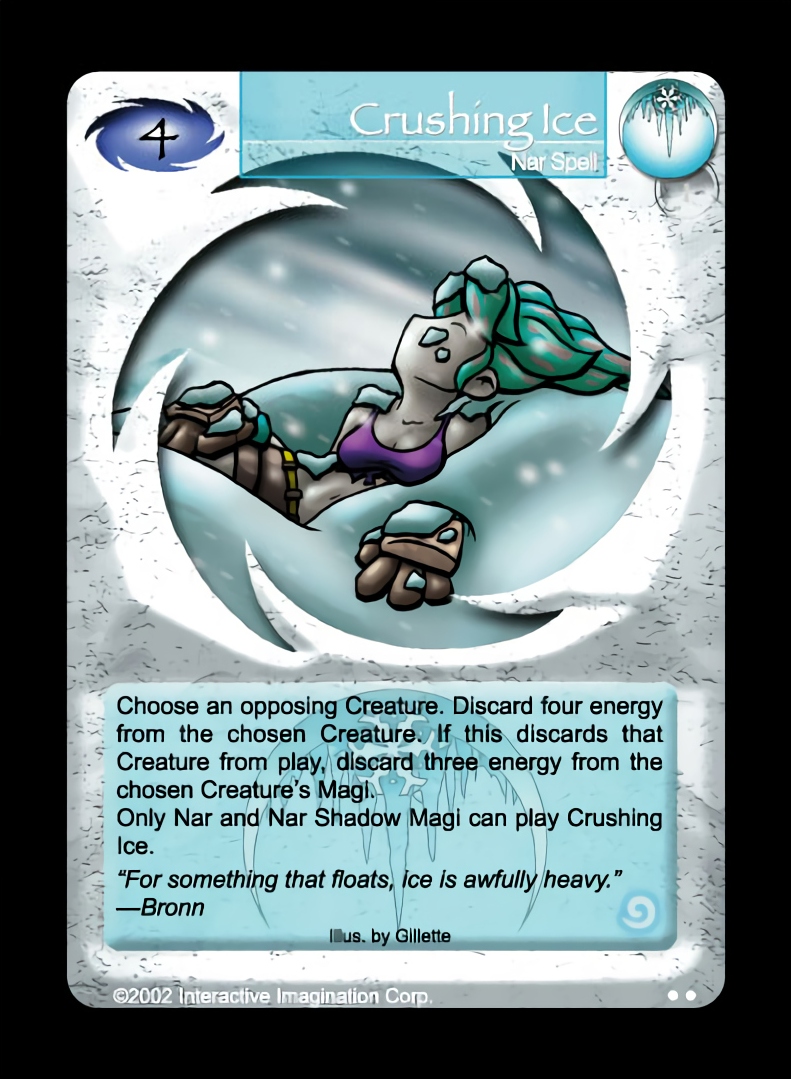 4
Crushing Ice
Nar Spell
Choose an opposing Creature. Discard four energy
from the chosen Creature. If this discards that
Creature from play, discard three energy from the
chosen Creature's Magi.
Only Nar and Nar Shadow Magi can play Crushing
Ice.
“For something that floats, ice is awfully heavy.”
—Bronn
Illus. by Gillette
©2002 Interactive Imagination Corp.